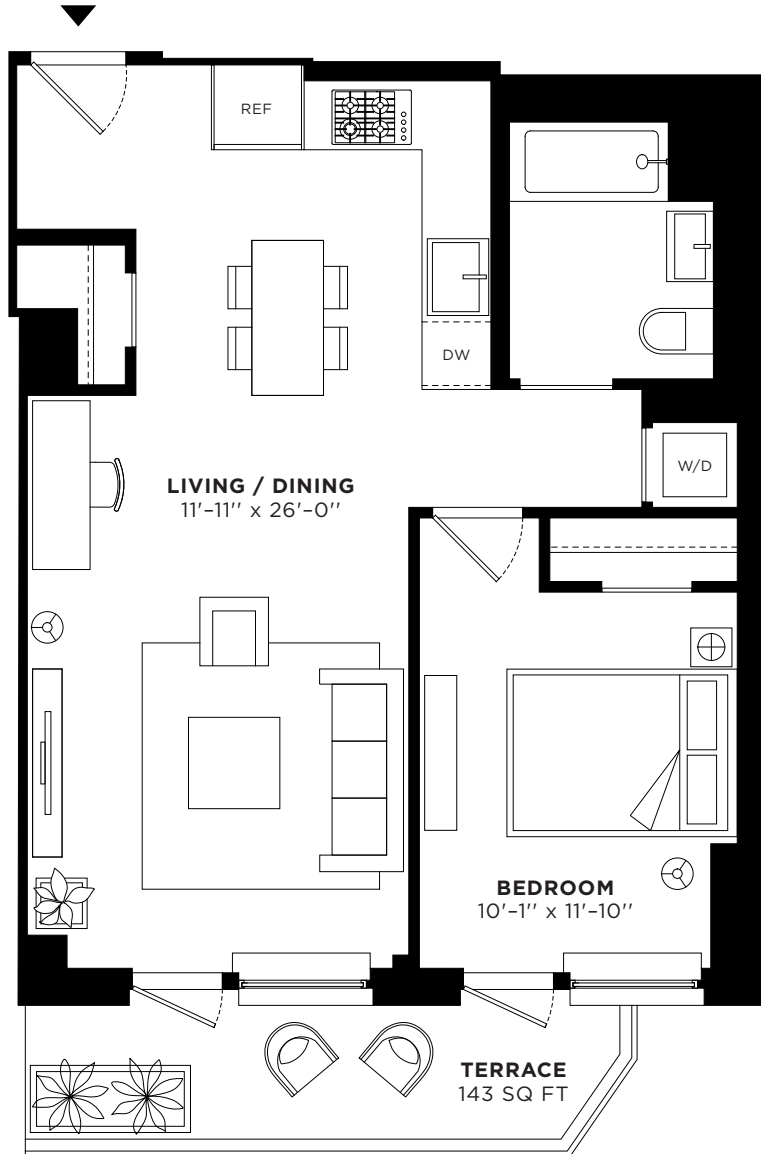 REF
DW
W/D
LIVING / DINING
11'-11'' x 26'-0''
BEDROOM
10'-1'' x 11'-10''
TERRACE
143 SQ FT